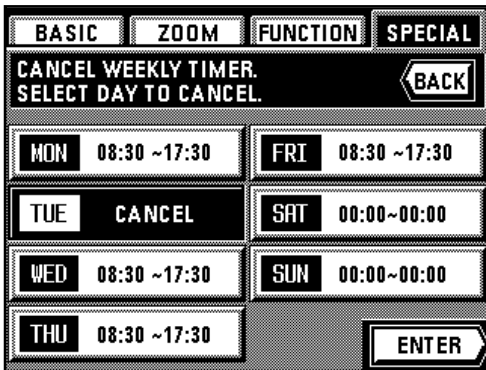 BASIC ZOOM FUNCTION SPECIAL
CANCEL WEEKLY TIMER.
SELECT DAY TO CANCEL.
BACK
MON 08:30 ~17:30
TUE CANCEL
WED 08:30 ~17:30
THU 08:30 ~17:30
FRI 08:30 ~17:30
SAT 00:00~00:00
SUN 00:00~00:00
ENTER